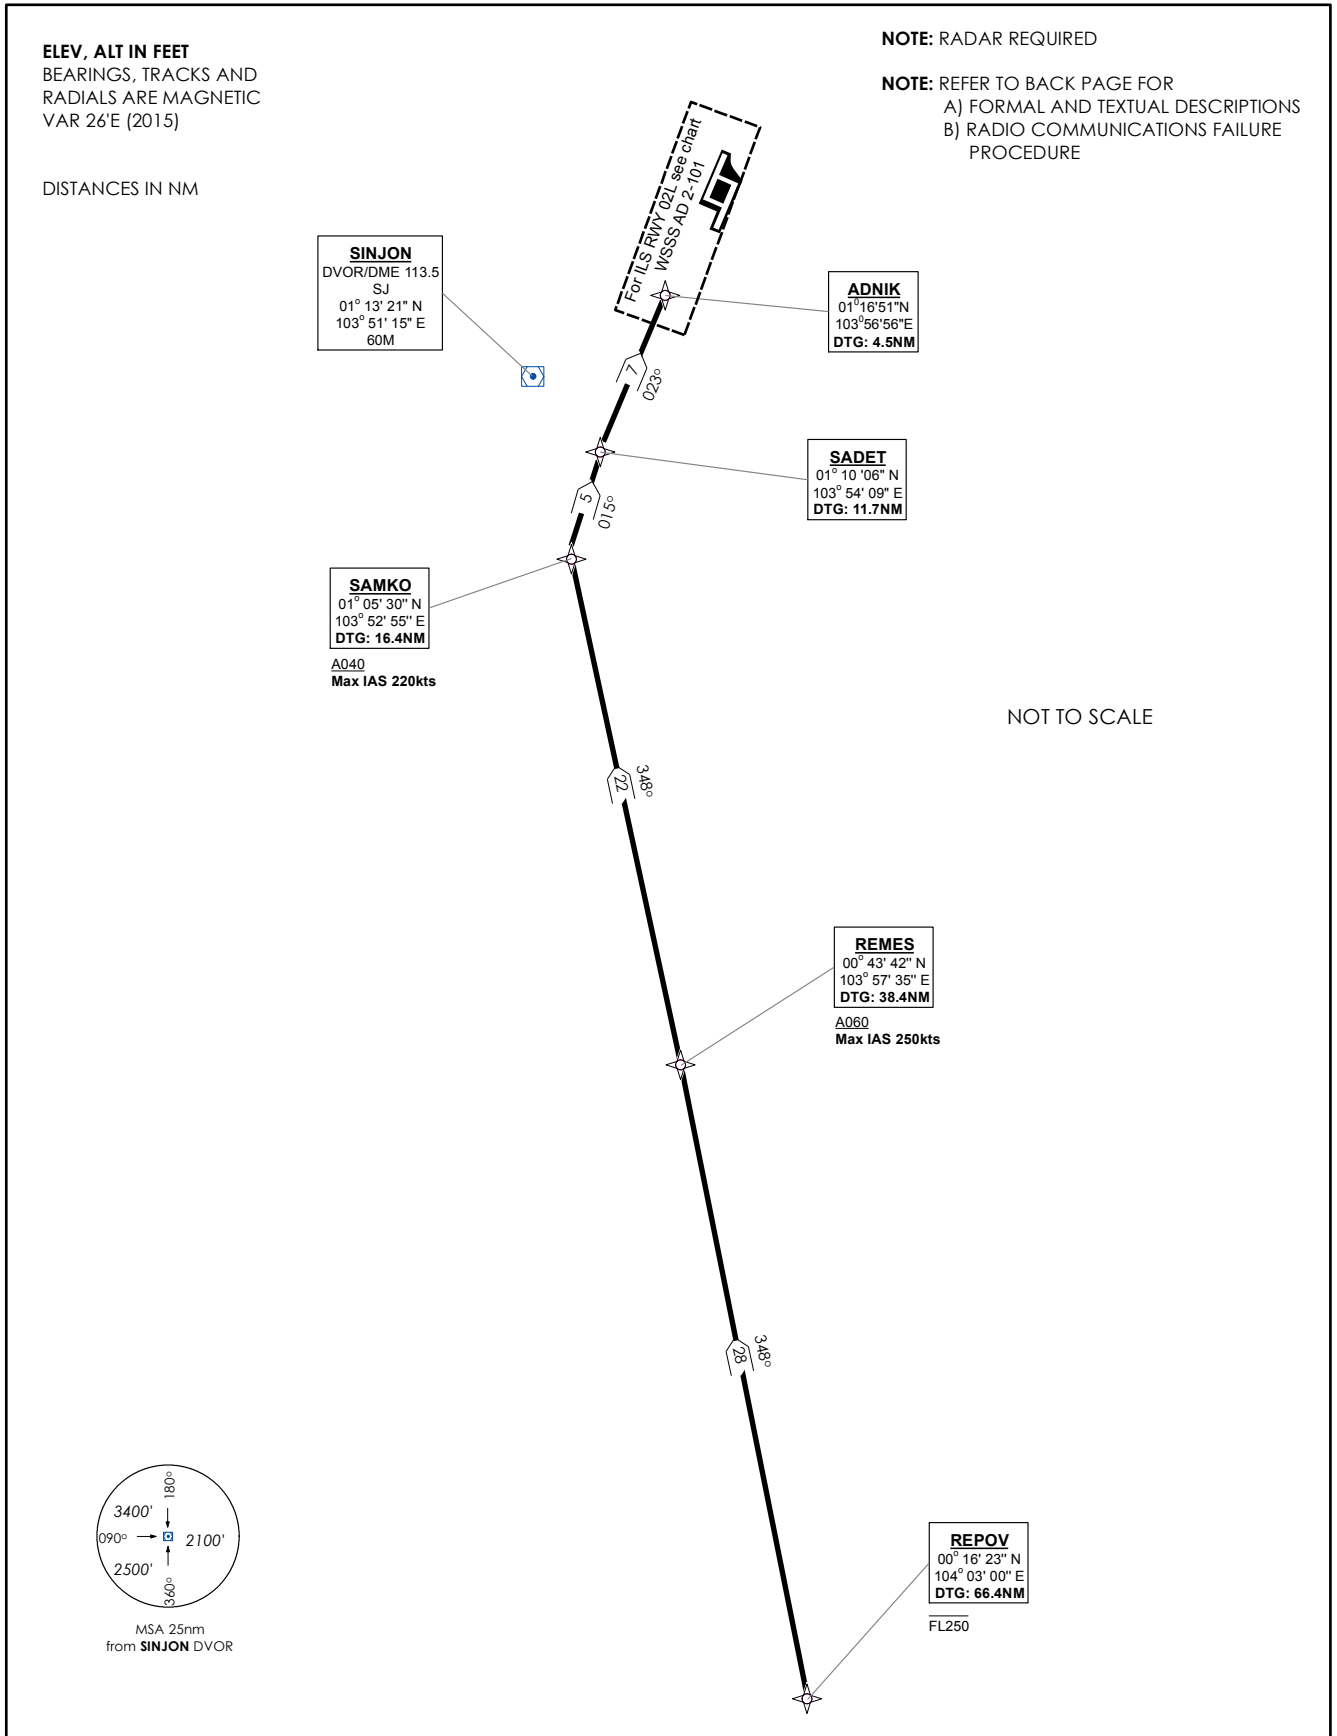 ELEV, ALT IN FEET
BEARINGS, TRACKS AND
RADIALS ARE MAGNETIC
VAR 26'E (2015)
DISTANCES IN NM
NOTE: RADAR REQUIRED
NOTE: REFER TO BACK PAGE FOR
A) FORMAL AND TEXTUAL DESCRIPTIONS
B) RADIO COMMUNICATIONS FAILURE
PROCEDURE
For ILS RWY 02L see chart
WSSS AD 2-101
SINJON
DVOR/DME 113.5
SJ
01° 13' 21" N
103° 51' 15" E
60M
ADNIK
01°16'51"N
103°56'56"E
DTG: 4.5NM
7
023°
SADET
01° 10 '06" N
103° 54' 09" E
DTG: 11.7NM
5
015°
SAMKO
01° 05' 30" N
103° 52' 55" E
DTG: 16.4NM
A040
Max IAS 220kts
NOT TO SCALE
22
348°
REMES
00° 43' 42" N
103° 57' 35" E
DTG: 38.4NM
A060
Max IAS 250kts
28
348°
REPOV
00° 16' 23" N
104° 03' 00" E
DTG: 66.4NM
FL250
180°
3400'
090°
2100'
2500'
360°
MSA 25nm
from SINJON DVOR